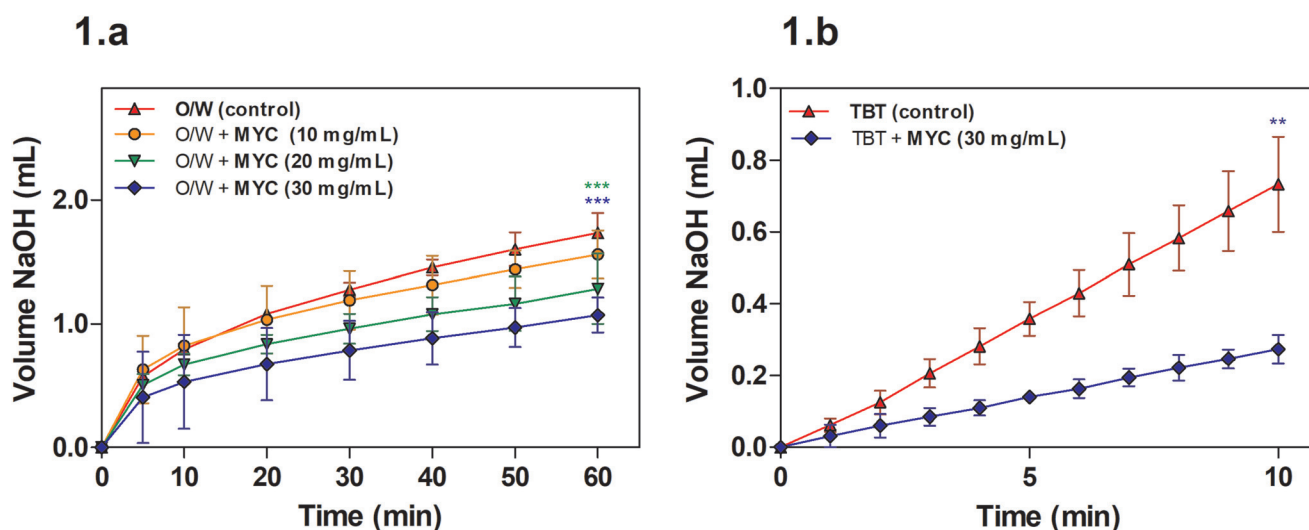 1.a
O/W (control)
O/W + MYC (10 mg/mL)
O/W + MYC (20 mg/mL)
O/W + MYC (30 mg/mL)
***
***
2.0
1.0
0.0
Volume NaOH (mL)
0 10 20 30 40 50 60
Time (min)
1.b
TBT (control)
TBT + MYC (30 mg/mL)
**
1.0
0.8
0.6
0.4
0.2
0.0
Volume NaOH (mL)
0 5 10
Time (min)